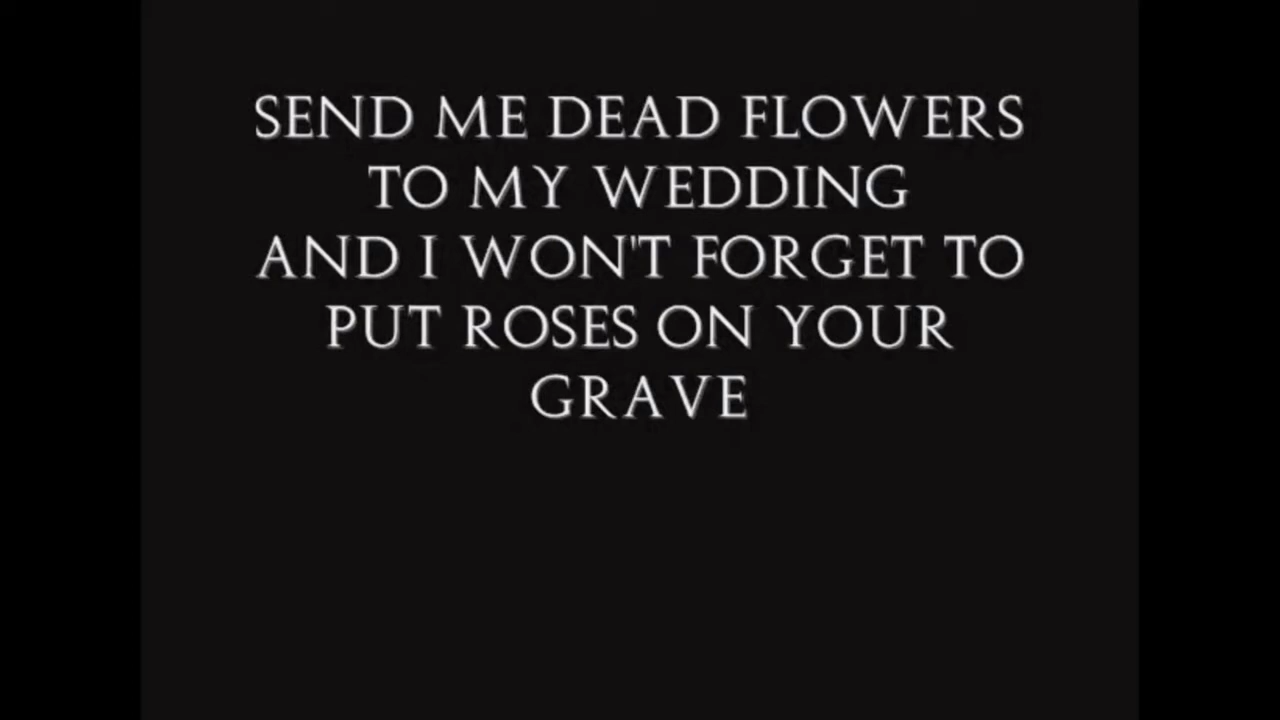 SEND ME DEAD FLOWERS
TO MY WEDDING
AND I WON'T FORGET TO
PUT ROSES ON YOUR
GRAVE